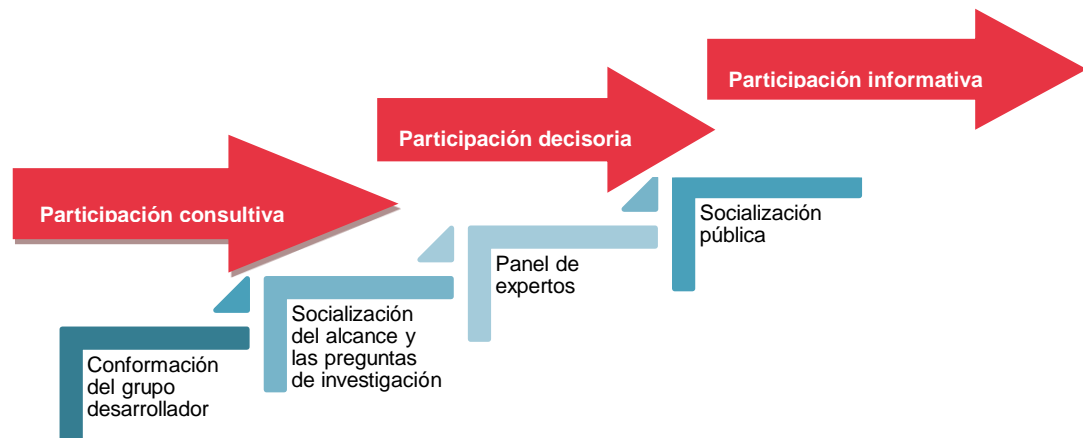 Participación informativa
Participación decisoria
Participación consultiva
Socialización
pública
Panel de
expertos
Socialización
del alcance y
las preguntas
de investigación
Conformación
del grupo
desarrollador